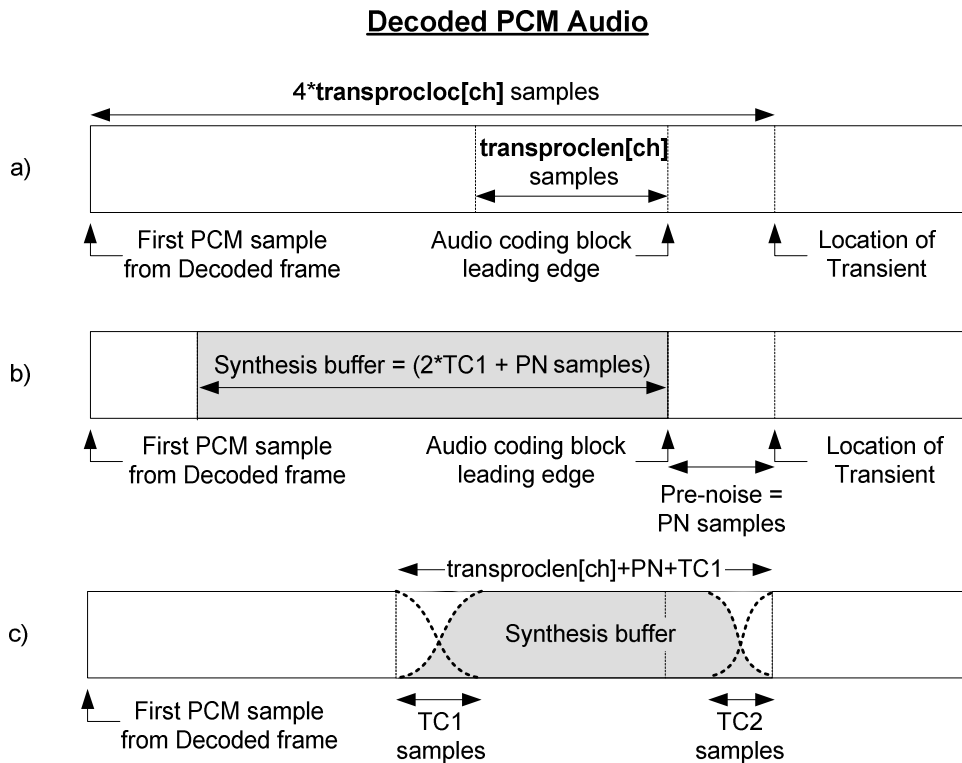 Decoded PCM Audio
4*transprocloc[ch] samples
a)
transproclen[ch]
samples
First PCM sample
from Decoded frame
Audio coding block
leading edge
Location of
Transient
b)
Synthesis buffer = (2*TC1 + PN samples)
First PCM sample
from Decoded frame
Audio coding block
leading edge
Location of
Transient
Pre-noise =
PN samples
transproclen[ch]+PN+TC1
c)
Synthesis buffer
First PCM sample
from Decoded frame
TC1
samples
TC2
samples